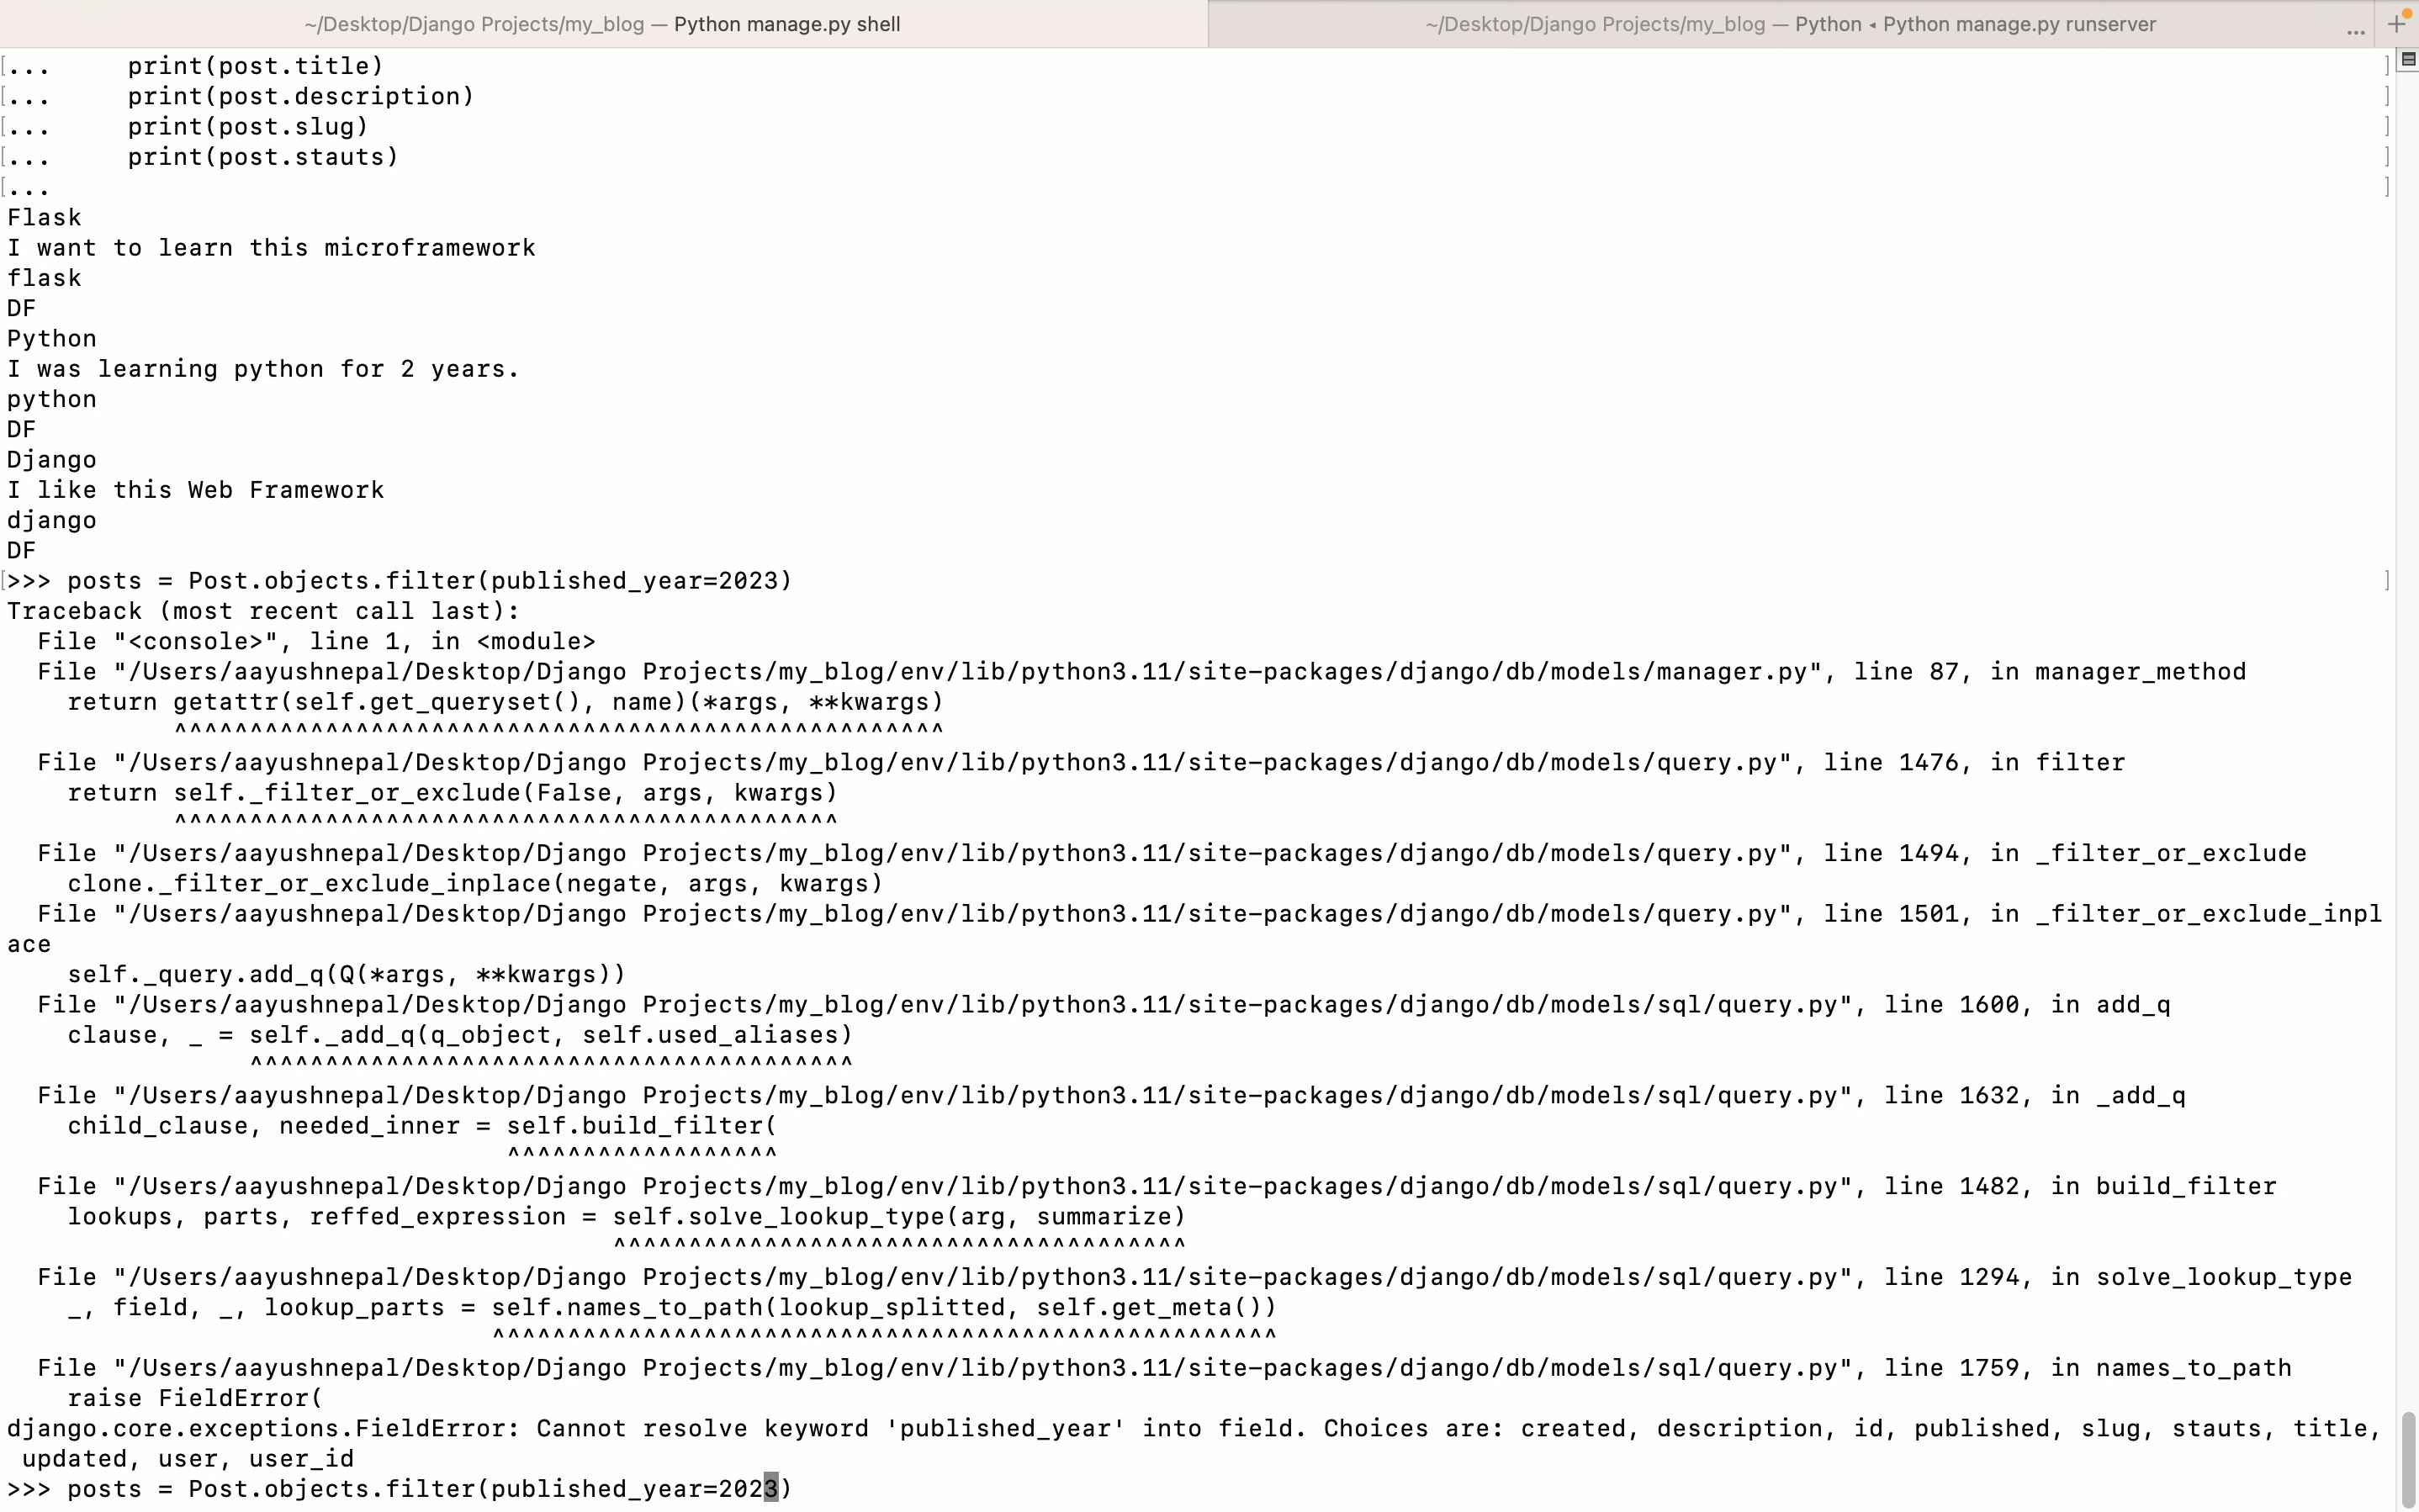 ~/Desktop/Django Projects/my_blog — Python manage.py shell
~/Desktop/Django Projects/my_blog — Python ◂ Python manage.py runserver
... +
[...     print(post.title) ]
[...     print(post.description) ]
[...     print(post.slug) ]
[...     print(post.stauts) ]
[... ]
Flask
I want to learn this microframework
flask
DF
Python
I was learning python for 2 years.
python
DF
Django
I like this Web Framework
django
DF
[>>> posts = Post.objects.filter(published_year=2023) ]
Traceback (most recent call last):
  File "<console>", line 1, in <module>
  File "/Users/aayushnepal/Desktop/Django Projects/my_blog/env/lib/python3.11/site-packages/django/db/models/manager.py", line 87, in manager_method
    return getattr(self.get_queryset(), name)(*args, **kwargs)
           ^^^^^^^^^^^^^^^^^^^^^^^^^^^^^^^^^^^^^^^^^^^^^^^^^^^
  File "/Users/aayushnepal/Desktop/Django Projects/my_blog/env/lib/python3.11/site-packages/django/db/models/query.py", line 1476, in filter
    return self._filter_or_exclude(False, args, kwargs)
           ^^^^^^^^^^^^^^^^^^^^^^^^^^^^^^^^^^^^^^^^^^^^
  File "/Users/aayushnepal/Desktop/Django Projects/my_blog/env/lib/python3.11/site-packages/django/db/models/query.py", line 1494, in _filter_or_exclude
    clone._filter_or_exclude_inplace(negate, args, kwargs)
  File "/Users/aayushnepal/Desktop/Django Projects/my_blog/env/lib/python3.11/site-packages/django/db/models/query.py", line 1501, in _filter_or_exclude_inpl
ace
    self._query.add_q(Q(*args, **kwargs))
  File "/Users/aayushnepal/Desktop/Django Projects/my_blog/env/lib/python3.11/site-packages/django/db/models/sql/query.py", line 1600, in add_q
    clause, _ = self._add_q(q_object, self.used_aliases)
                ^^^^^^^^^^^^^^^^^^^^^^^^^^^^^^^^^^^^^^^^
  File "/Users/aayushnepal/Desktop/Django Projects/my_blog/env/lib/python3.11/site-packages/django/db/models/sql/query.py", line 1632, in _add_q
    child_clause, needed_inner = self.build_filter(
                                 ^^^^^^^^^^^^^^^^^^
  File "/Users/aayushnepal/Desktop/Django Projects/my_blog/env/lib/python3.11/site-packages/django/db/models/sql/query.py", line 1482, in build_filter
    lookups, parts, reffed_expression = self.solve_lookup_type(arg, summarize)
                                        ^^^^^^^^^^^^^^^^^^^^^^^^^^^^^^^^^^^^^^
  File "/Users/aayushnepal/Desktop/Django Projects/my_blog/env/lib/python3.11/site-packages/django/db/models/sql/query.py", line 1294, in solve_lookup_type
    _, field, _, lookup_parts = self.names_to_path(lookup_splitted, self.get_meta())
                                ^^^^^^^^^^^^^^^^^^^^^^^^^^^^^^^^^^^^^^^^^^^^^^^^^^^^
  File "/Users/aayushnepal/Desktop/Django Projects/my_blog/env/lib/python3.11/site-packages/django/db/models/sql/query.py", line 1759, in names_to_path
    raise FieldError(
django.core.exceptions.FieldError: Cannot resolve keyword 'published_year' into field. Choices are: created, description, id, published, slug, stauts, title,
 updated, user, user_id
>>> posts = Post.objects.filter(published_year=2023)